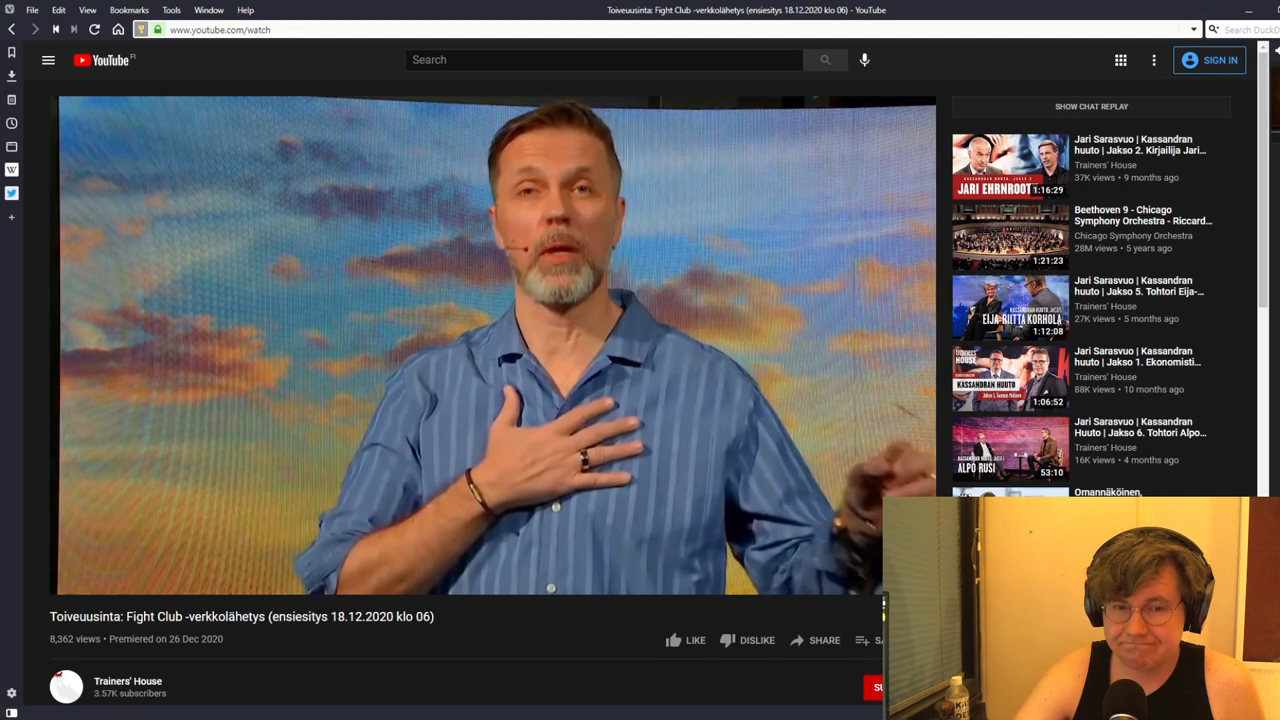 File Edit View Bookmarks Tools Window Help
Toiveuusinta: Fight Club -verkkolähetys (ensiesitys 18.12.2020 klo 06) - YouTube
www.youtube.com/watch
Search DuckD
YouTube FI
Search
SIGN IN
SHOW CHAT REPLAY
Jari Sarasvuo | Kassandran
huuto | Jakso 2. Kirjailija Jari...
Trainers' House
37K views • 9 months ago
JARI EHRNROOT
1:16:29
Beethoven 9 - Chicago
Symphony Orchestra - Riccard...
Chicago Symphony Orchestra
28M views • 5 years ago
1:21:23
Jari Sarasvuo | Kassandran
huuto | Jakso 5. Tohtori Eija-...
Trainers' House
27K views • 5 months ago
EIJA-RIITTA KORHOLA
1:12:08
Jari Sarasvuo | Kassandran
huuto | Jakso 1. Ekonomisti...
Trainers' House
88K views • 10 months ago
trainers' HOUSE
KASSANDRAN HUUTO
1:06:52
Jari Sarasvuo | Kassandran
Huuto | Jakso 6. Tohtori Alpo...
Trainers' House
16K views • 4 months ago
ALPO RUSI
53:10
Omannäköinen,
Toiveuusinta: Fight Club -verkkolähetys (ensiesitys 18.12.2020 klo 06)
8,362 views • Premiered on 26 Dec 2020
LIKE DISLIKE SHARE SA
Trainers' House
3.57K subscribers
SU